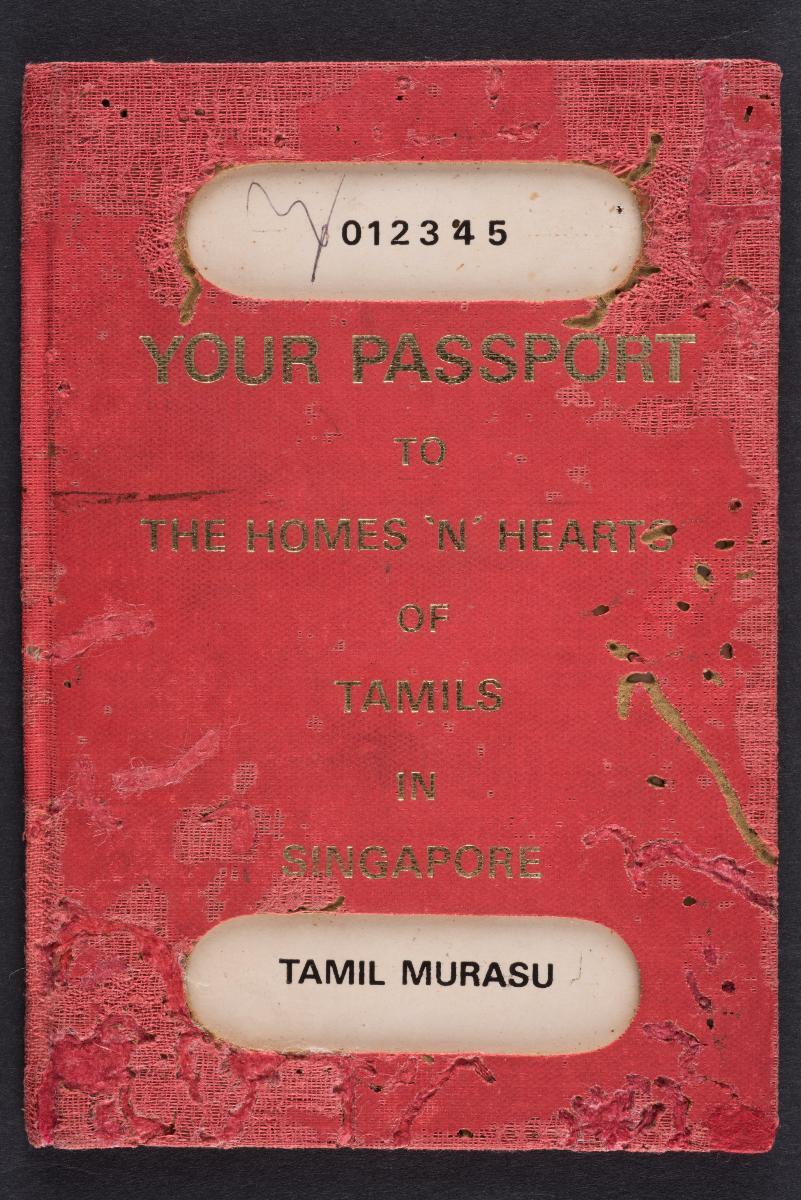 012345
YOUR PASSPORT
TO
THE HOMES 'N' HEARTS
OF
TAMILS
IN
SINGAPORE
TAMIL MURASU